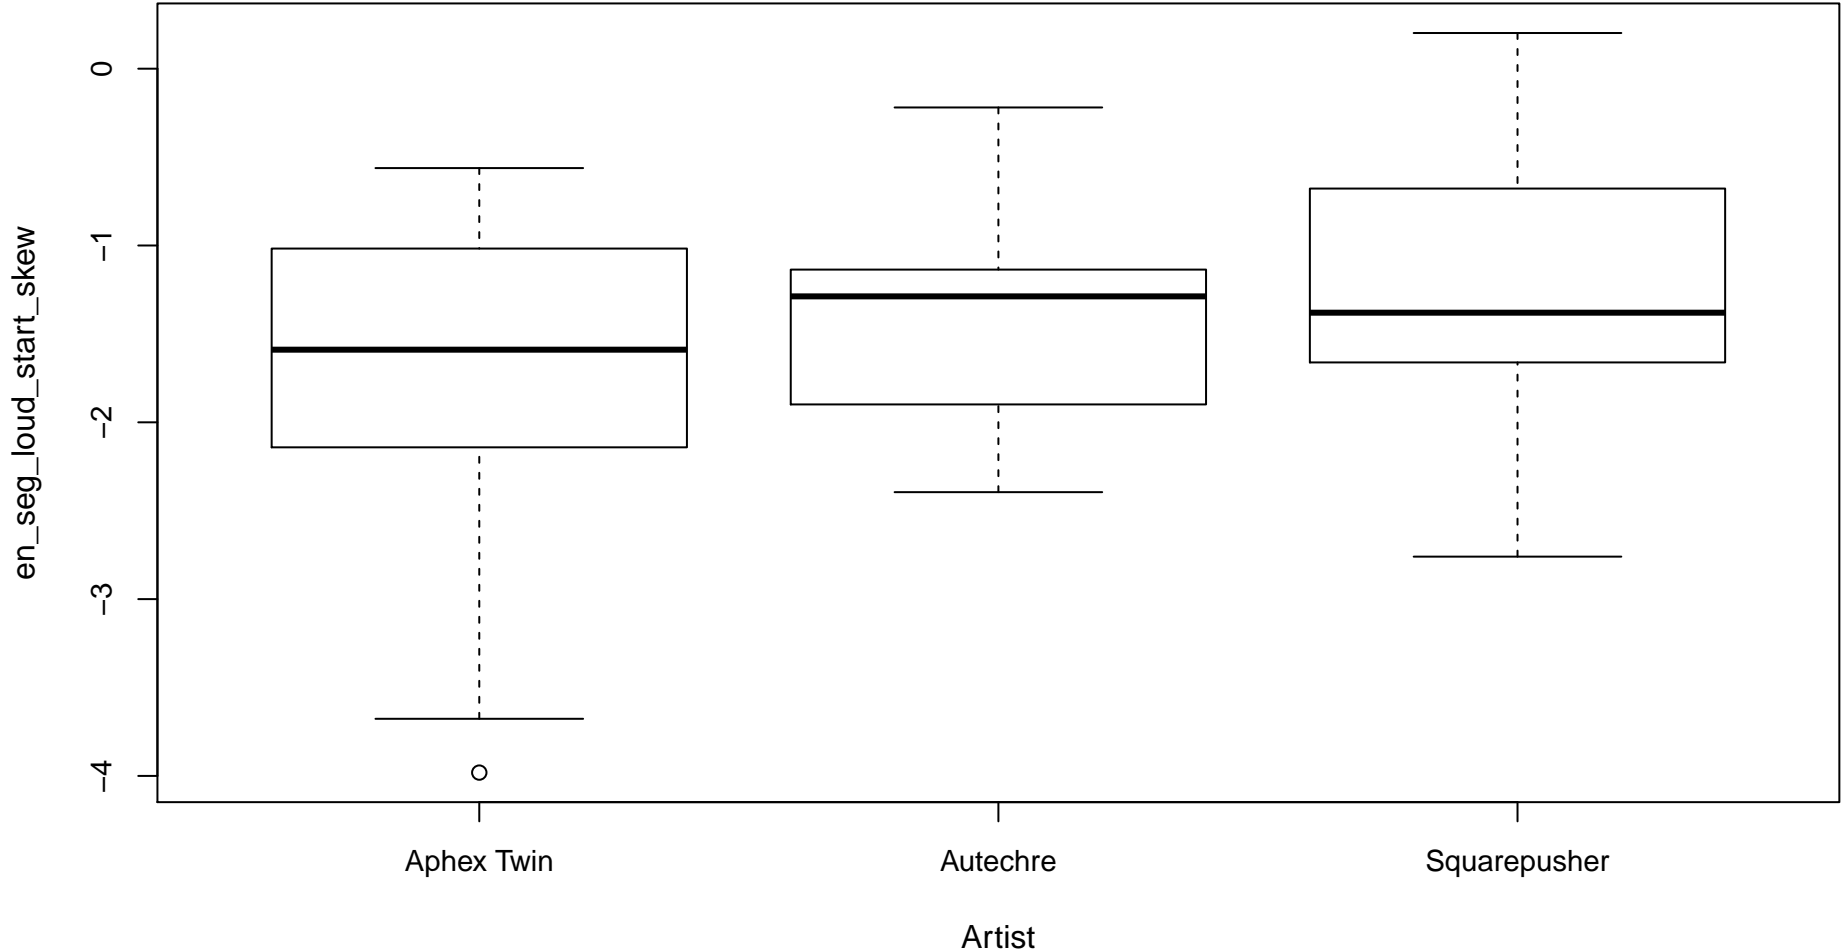 en_seg_loud_start_skew
0
−1
−2
−3
−4
Aphex Twin
Autechre
Squarepusher
Artist